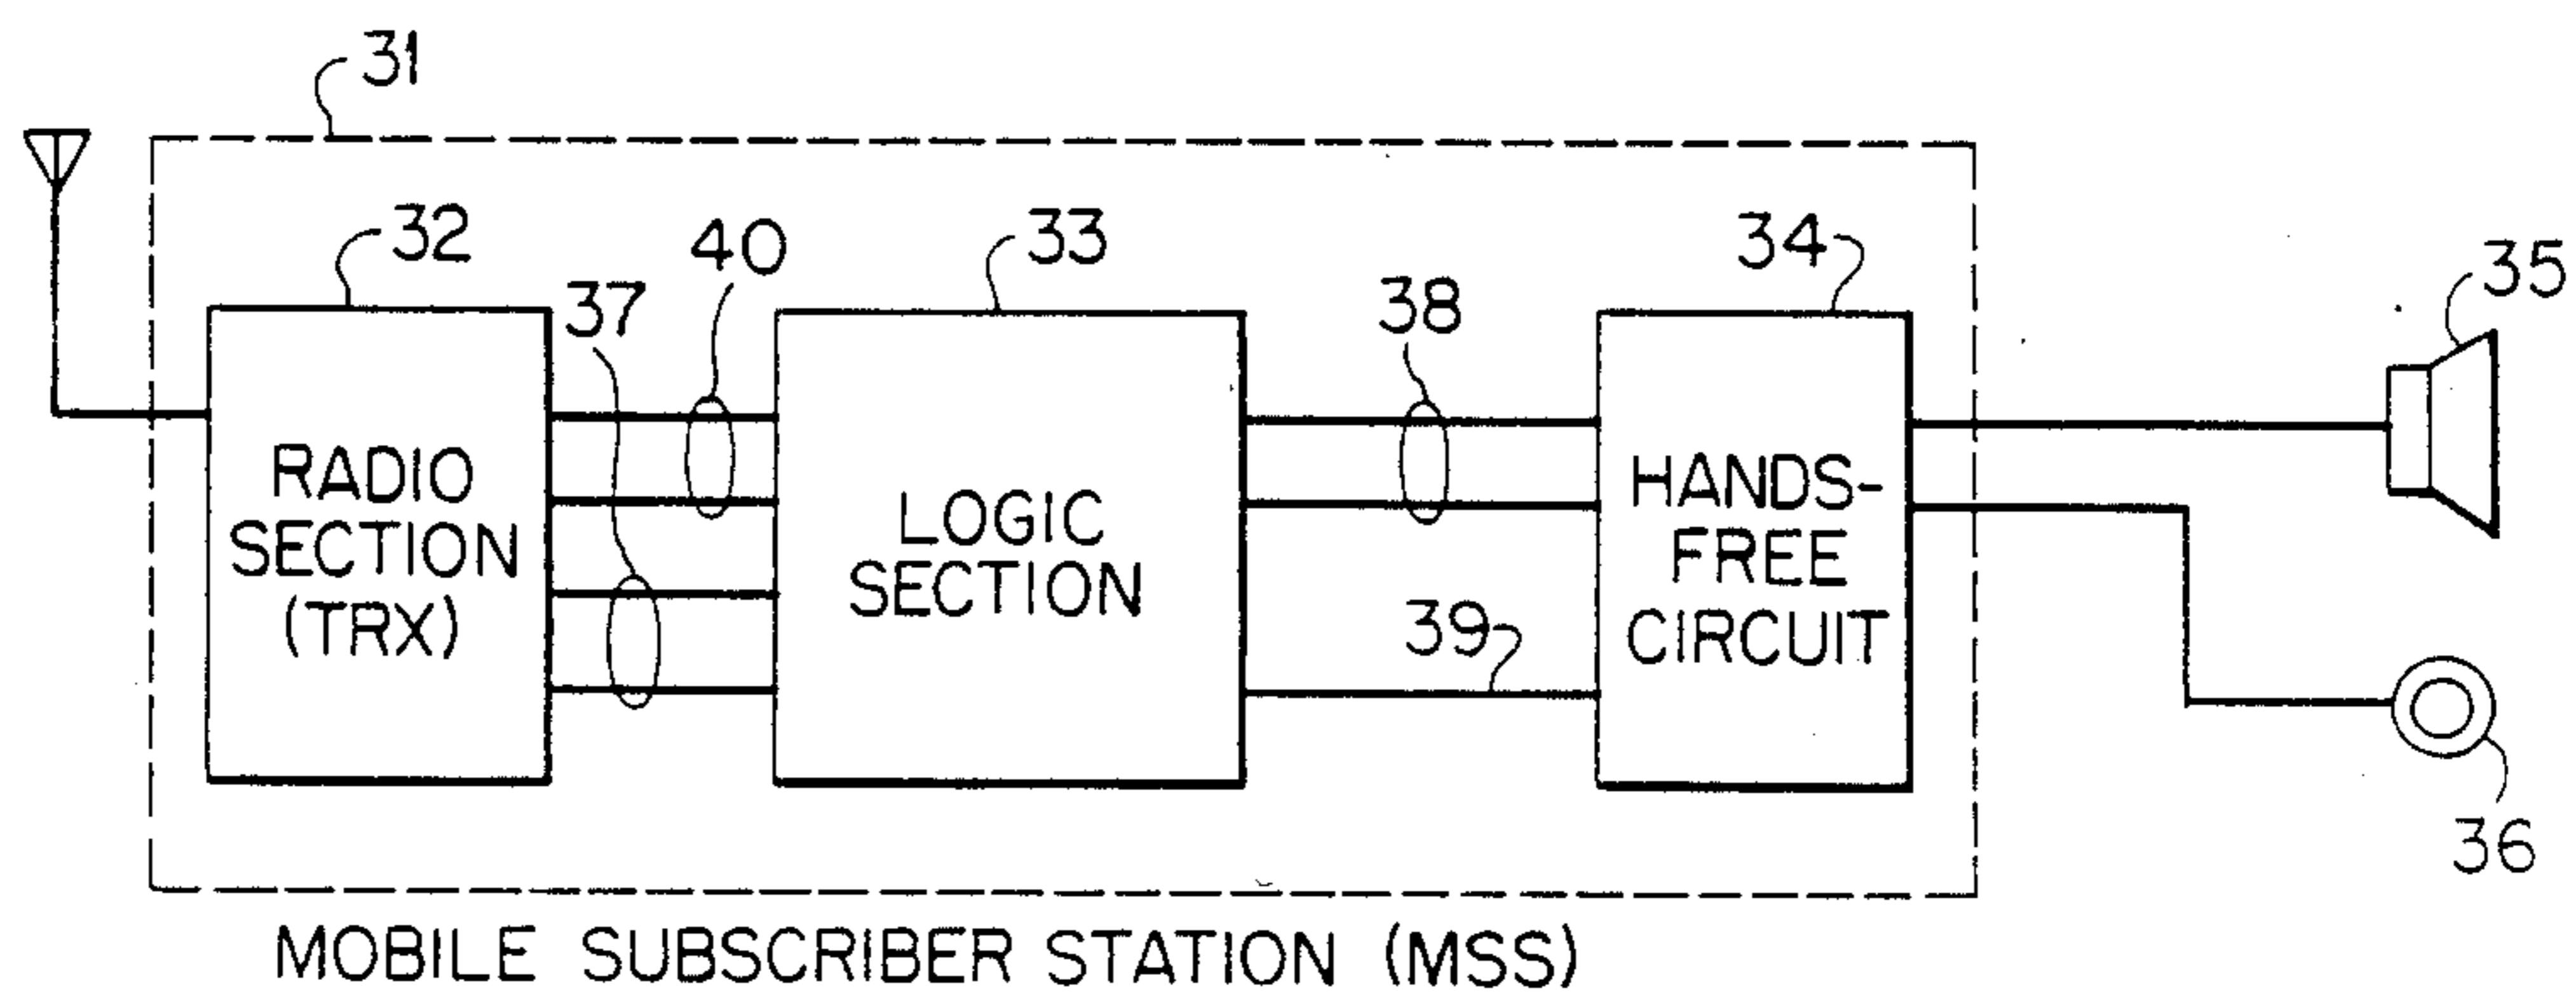 31
32
40
33
34
35
37
38
RADIO
SECTION
(TRX)
LOGIC
SECTION
HANDS-
FREE
CIRCUIT
39
36
MOBILE SUBSCRIBER STATION (MSS)